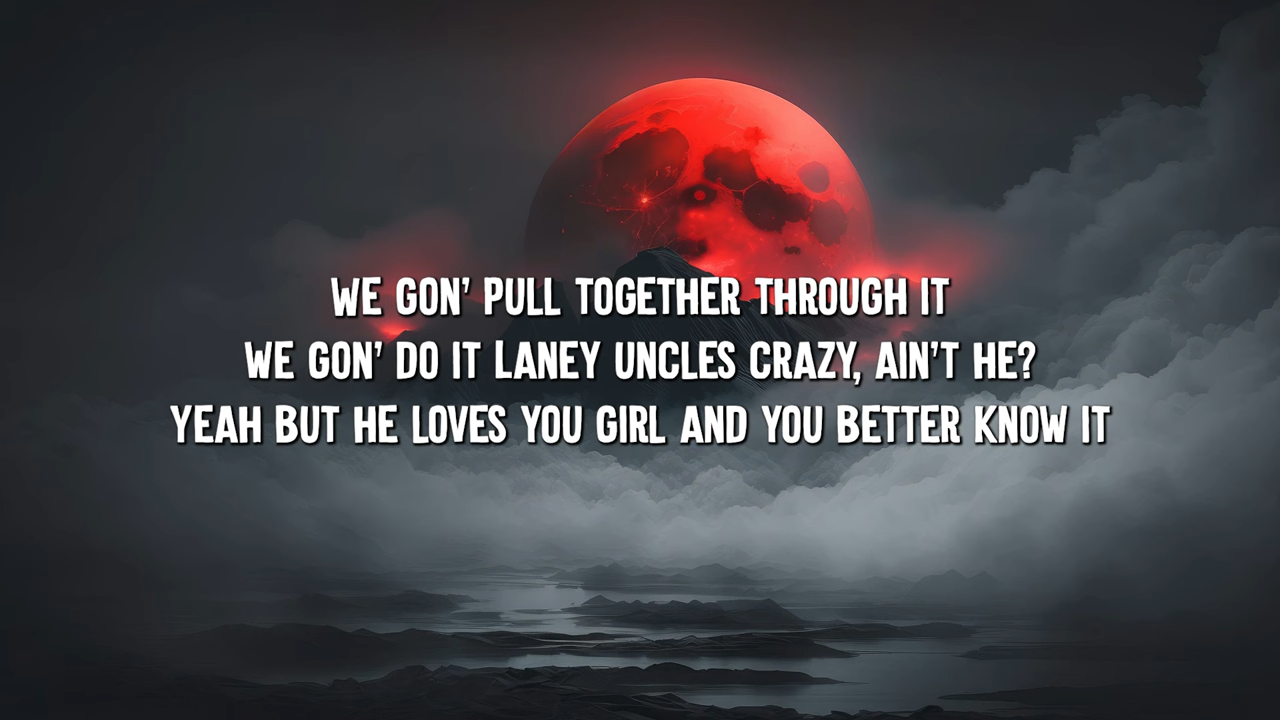 WE GON' PULL TOGETHER THROUGH IT
WE GON' DO IT LANEY UNCLES CRAZY, AIN'T HE?
YEAH BUT HE LOVES YOU GIRL AND YOU BETTER KNOW IT